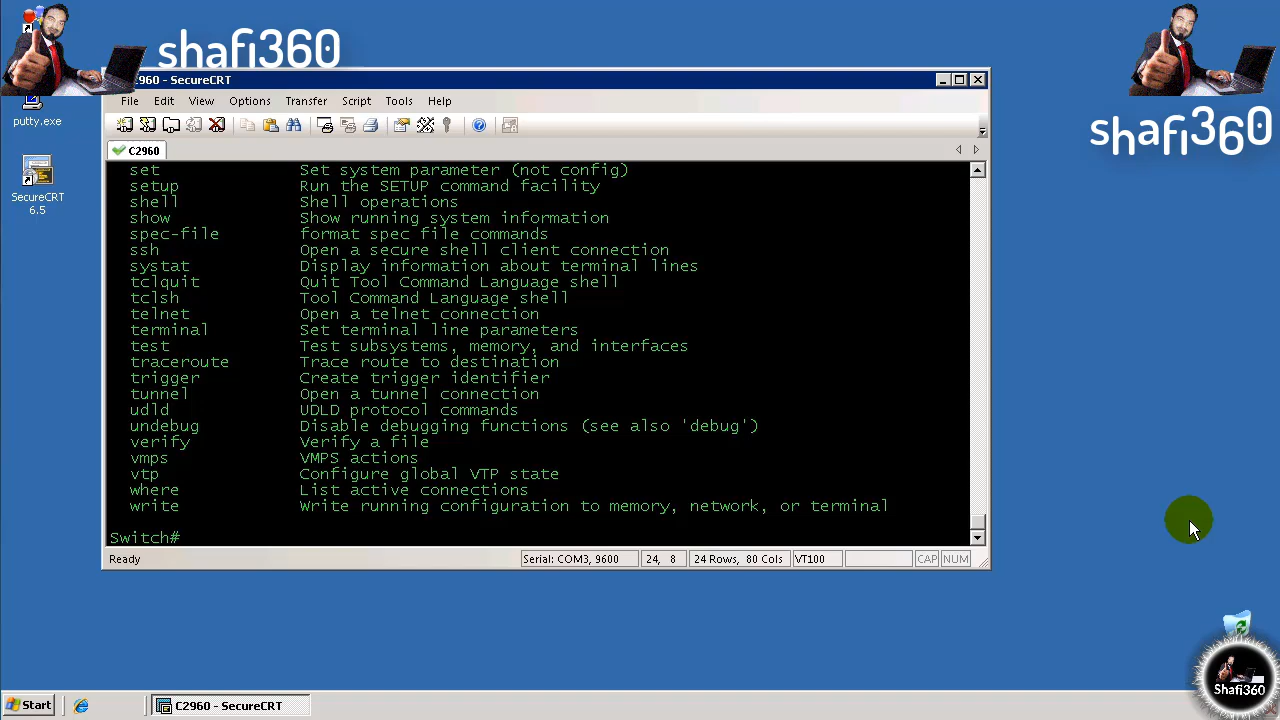 shafi360
shafi360
putty.exe
SecureCRT
6.5
2960 - SecureCRT
File Edit View Options Transfer Script Tools Help
C2960
set Set system parameter (not config)
setup Run the SETUP command facility
shell Shell operations
show Show running system information
spec-file format spec file commands
ssh Open a secure shell client connection
systat Display information about terminal lines
tclquit Quit Tool Command Language shell
tclsh Tool Command Language shell
telnet Open a telnet connection
terminal Set terminal line parameters
test Test subsystems, memory, and interfaces
traceroute Trace route to destination
trigger Create trigger identifier
tunnel Open a tunnel connection
udld UDLD protocol commands
undebug Disable debugging functions (see also 'debug')
verify Verify a file
vmps VMPS actions
vtp Configure global VTP state
where List active connections
write Write running configuration to memory, network, or terminal
Switch#
Ready Serial: COM3, 9600 24, 8 24 Rows, 80 Cols VT100 CAP NUM
Shafi360
Start C2960 - SecureCRT